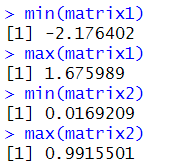 > min(matrix1)
[1] -2.176402
> max(matrix1)
[1] 1.675989
> min(matrix2)
[1] 0.0169209
> max(matrix2)
[1] 0.9915501